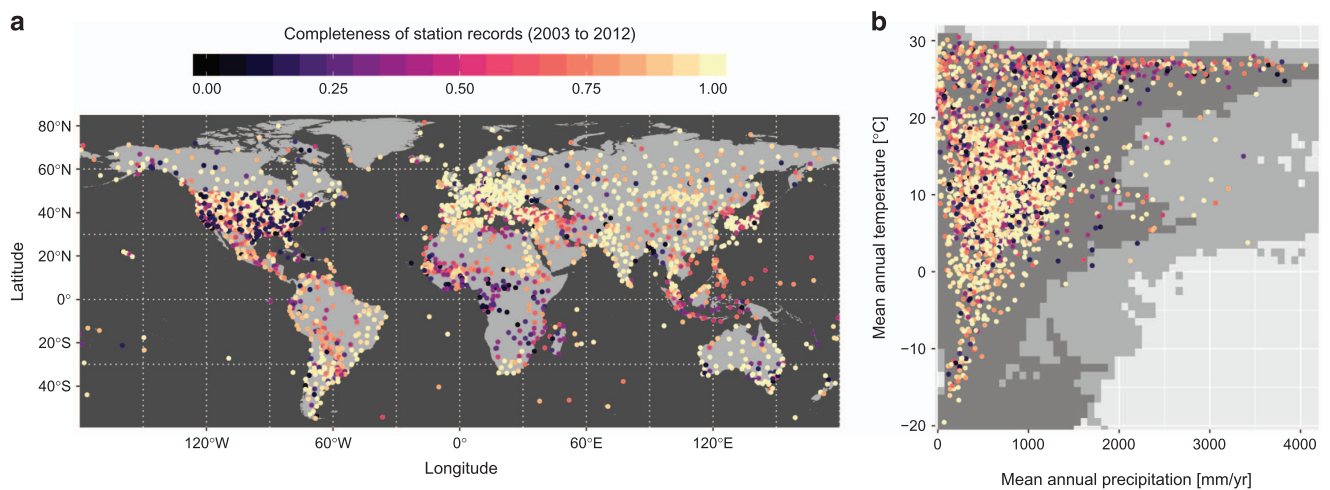 a
Completeness of station records (2003 to 2012)
0.00 0.25 0.50 0.75 1.00
80°N
60°N
40°N
20°N
0°
20°S
40°S
Latitude
120°W 60°W 0° 60°E 120°E
Longitude
b
30
20
10
0
−10
−20
Mean annual temperature [°C]
0 1000 2000 3000 4000
Mean annual precipitation [mm/yr]